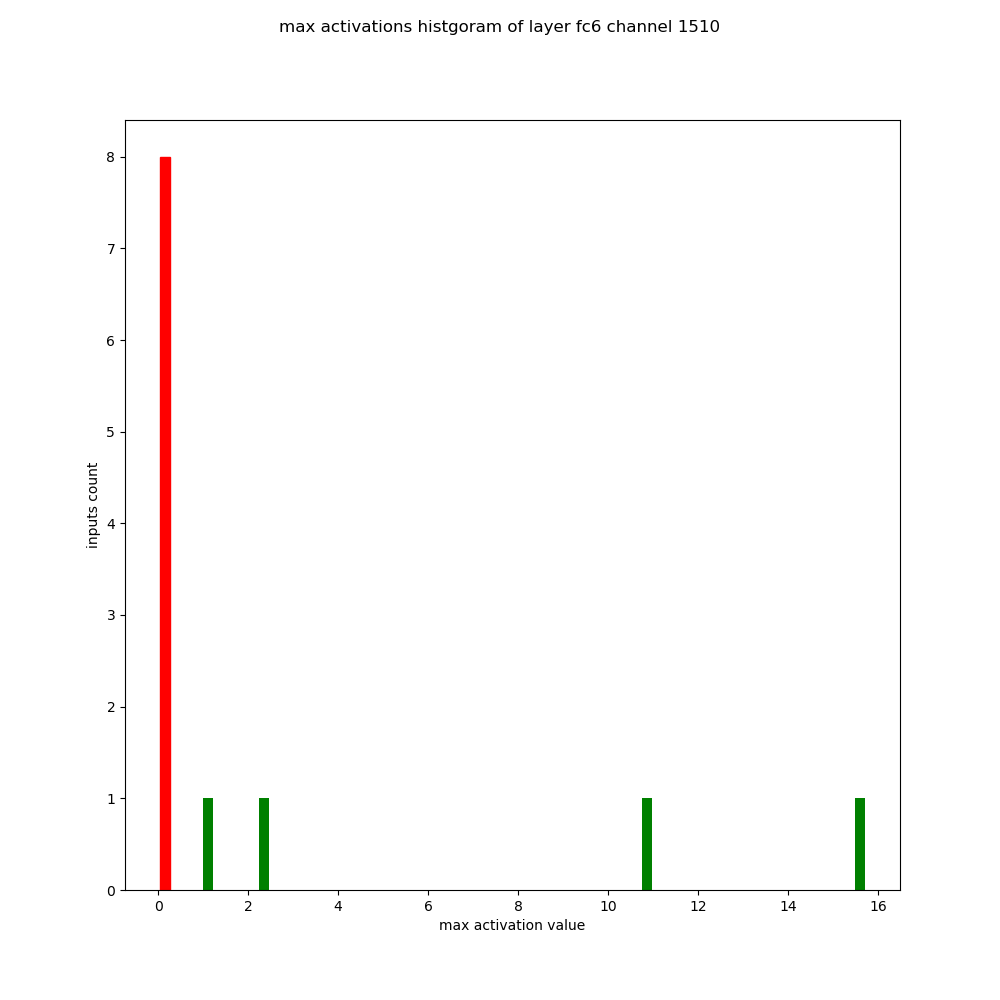 max activations histgoram of layer fc6 channel 1510
8
7
6
5
4
3
2
1
0
inputs count
0 2 4 6 8 10 12 14 16
max activation value